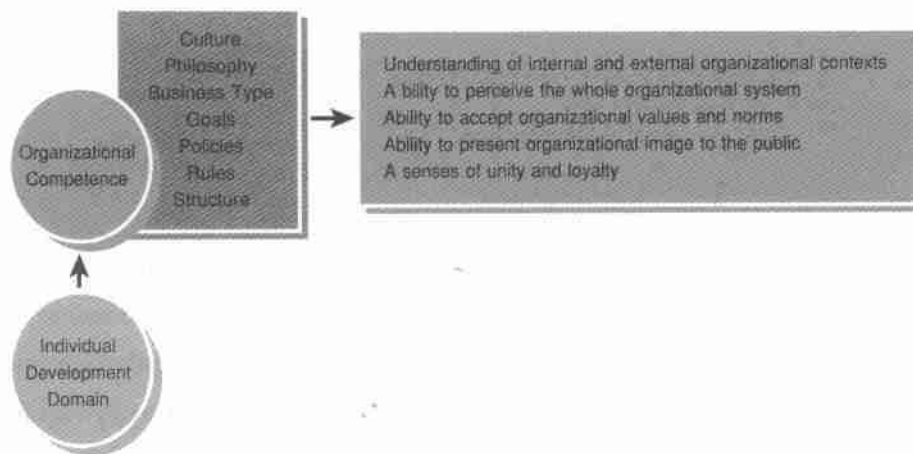 Culture
Philosophy
Business Type
Goals
Policies
Rules
Structure
Organizational
Competence
Understanding of internal and external organizational contexts
A bility to perceive the whole organizational system
Ability to accept organizational values and norms
Ability to present organizational image to the public
A senses of unity and loyalty
Individual
Development
Domain